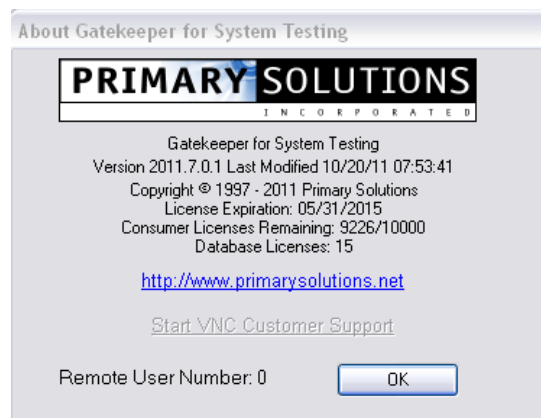 About Gatekeeper for System Testing
PRIMARY SOLUTIONS
INCORPORATED
Gatekeeper for System Testing
Version 2011.7.0.1 Last Modified 10/20/11 07:53:41
Copyright © 1997 - 2011 Primary Solutions
License Expiration: 05/31/2015
Consumer Licenses Remaining: 9226/10000
Database Licenses: 15
http://www.primarysolutions.net
Start VNC Customer Support
Remote User Number: 0 OK